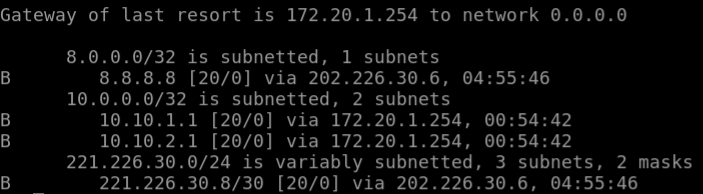 Gateway of last resort is 172.20.1.254 to network 0.0.0.0
8.0.0.0/32 is subnetted, 1 subnets
B 8.8.8.8 [20/0] via 202.226.30.6, 04:55:46
10.0.0.0/32 is subnetted, 2 subnets
B 10.10.1.1 [20/0] via 172.20.1.254, 00:54:42
B 10.10.2.1 [20/0] via 172.20.1.254, 00:54:42
221.226.30.0/24 is variably subnetted, 3 subnets, 2 masks
B 221.226.30.8/30 [20/0] via 202.226.30.6, 04:55:46